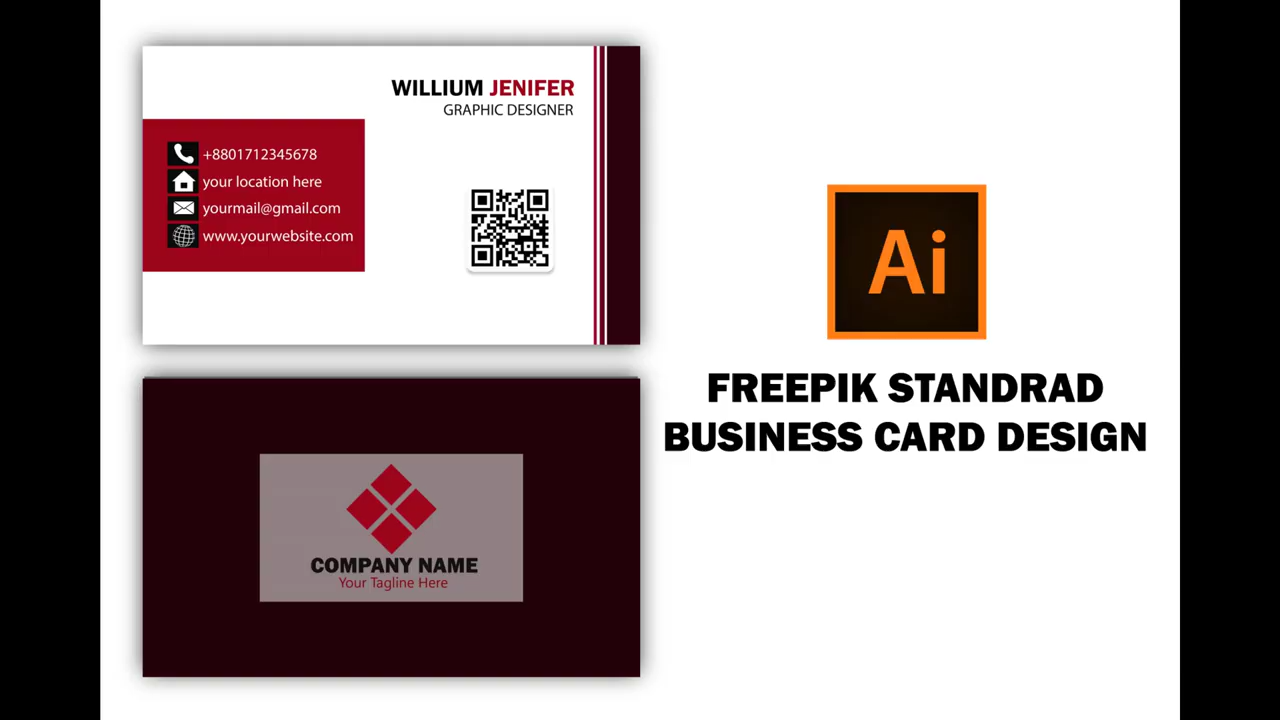 WILLIUM JENIFER
GRAPHIC DESIGNER
+8801712345678
your location here
yourmail@gmail.com
www.yourwebsite.com
Ai
FREEPIK STANDRAD
BUSINESS CARD DESIGN
COMPANY NAME
Your Tagline Here